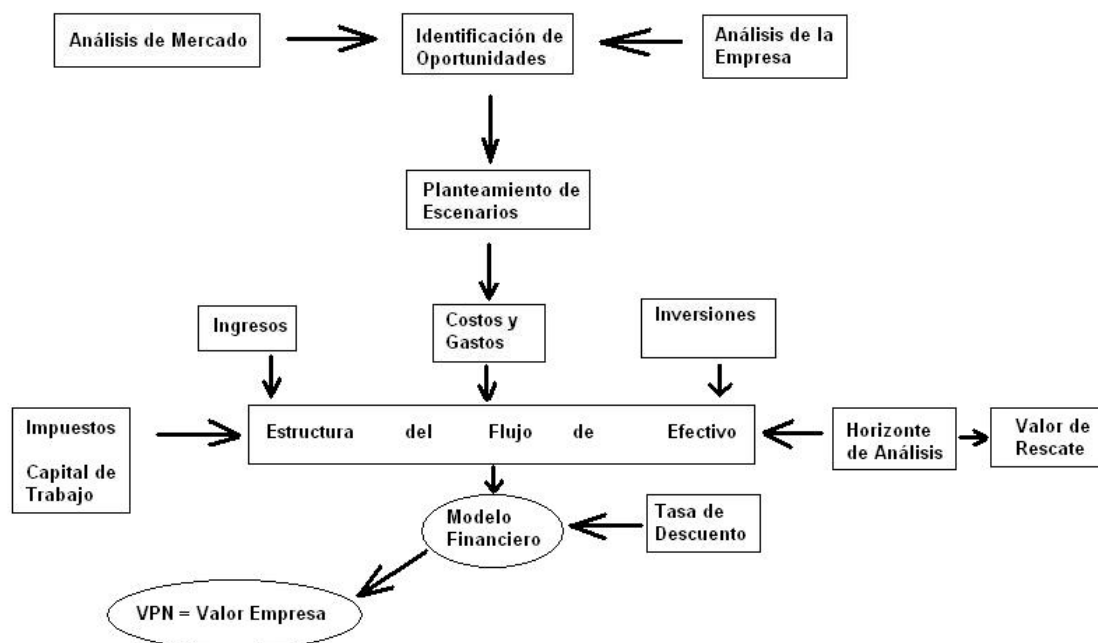 Análisis de Mercado
Identificación de
Oportunidades
Análisis de la
Empresa
Planteamiento de
Escenarios
Ingresos
Costos y
Gastos
Inversiones
Impuestos
Capital de
Trabajo
Estructura del Flujo de Efectivo
Horizonte
de Análisis
Valor de
Rescate
Modelo
Financiero
Tasa de
Descuento
VPN = Valor Empresa